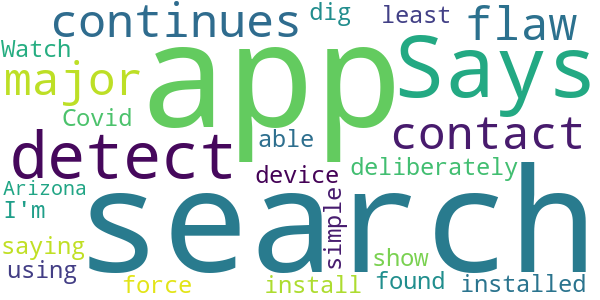 continues dig least flaw
Watch major app Says
Covid able contact
detect device deliberately
Arizona search
I'm simple
saying show
using force install found installed